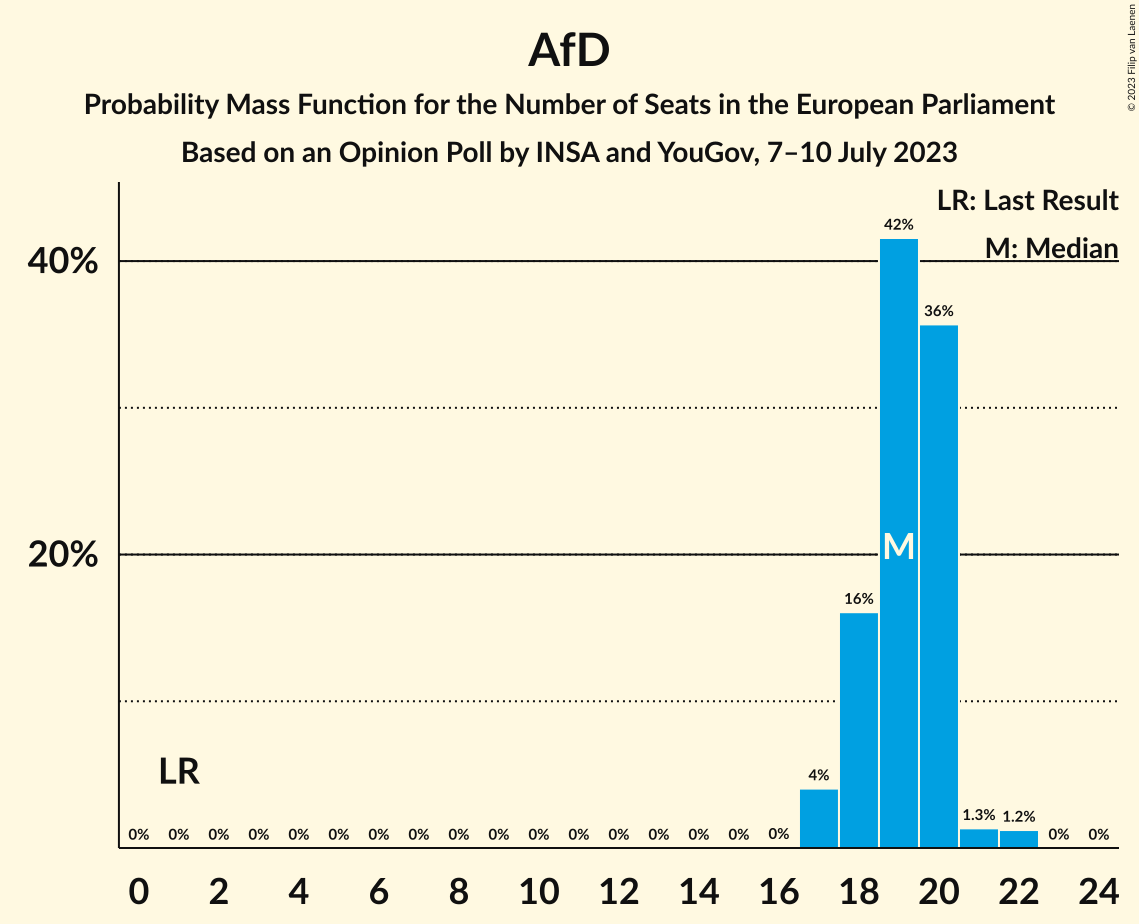 AfD
Probability Mass Function for the Number of Seats in the European Parliament
Based on an Opinion Poll by INSA and YouGov, 7–10 July 2023
© 2023 Filip van Laenen
LR: Last Result
M: Median
40%
20%
42%
36%
M
16%
LR
4%
1.3% 1.2%
0% 0% 0% 0% 0% 0% 0% 0% 0% 0% 0% 0% 0% 0% 0% 0% 0% 0% 0%
0 2 4 6 8 10 12 14 16 18 20 22 24